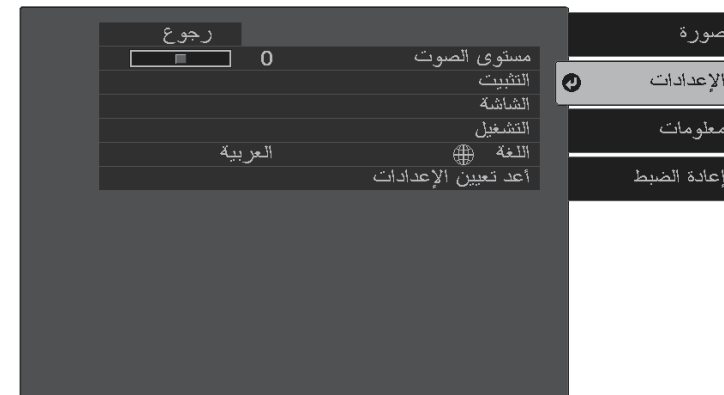 صورة
الإعدادات
معلومات
إعادة الضبط
رجوع
مستوى الصوت 0
التثبيت
الشاشة
التشغيل
اللغة العربية
أعد تعيين الإعدادات